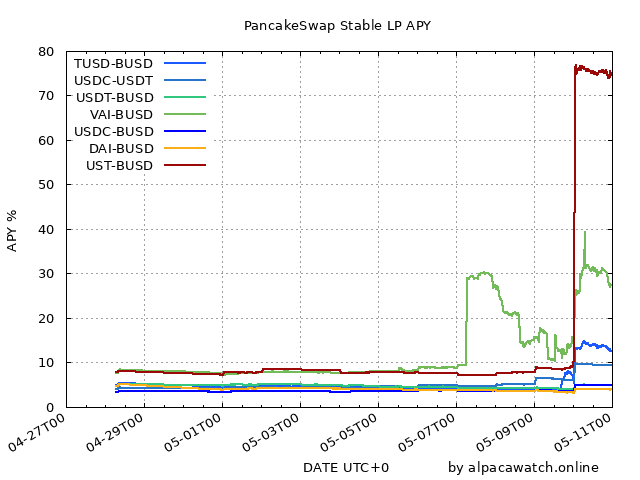 PancakeSwap Stable LP APY
80
70
60
50
40
30
20
10
0
APY %
TUSD-BUSD
USDC-USDT
USDT-BUSD
VAI-BUSD
USDC-BUSD
DAI-BUSD
UST-BUSD
04-27T00
04-29T00
05-01T00
05-03T00
05-05T00
05-07T00
05-09T00
05-11T00
DATE UTC+0
by alpacawatch.online